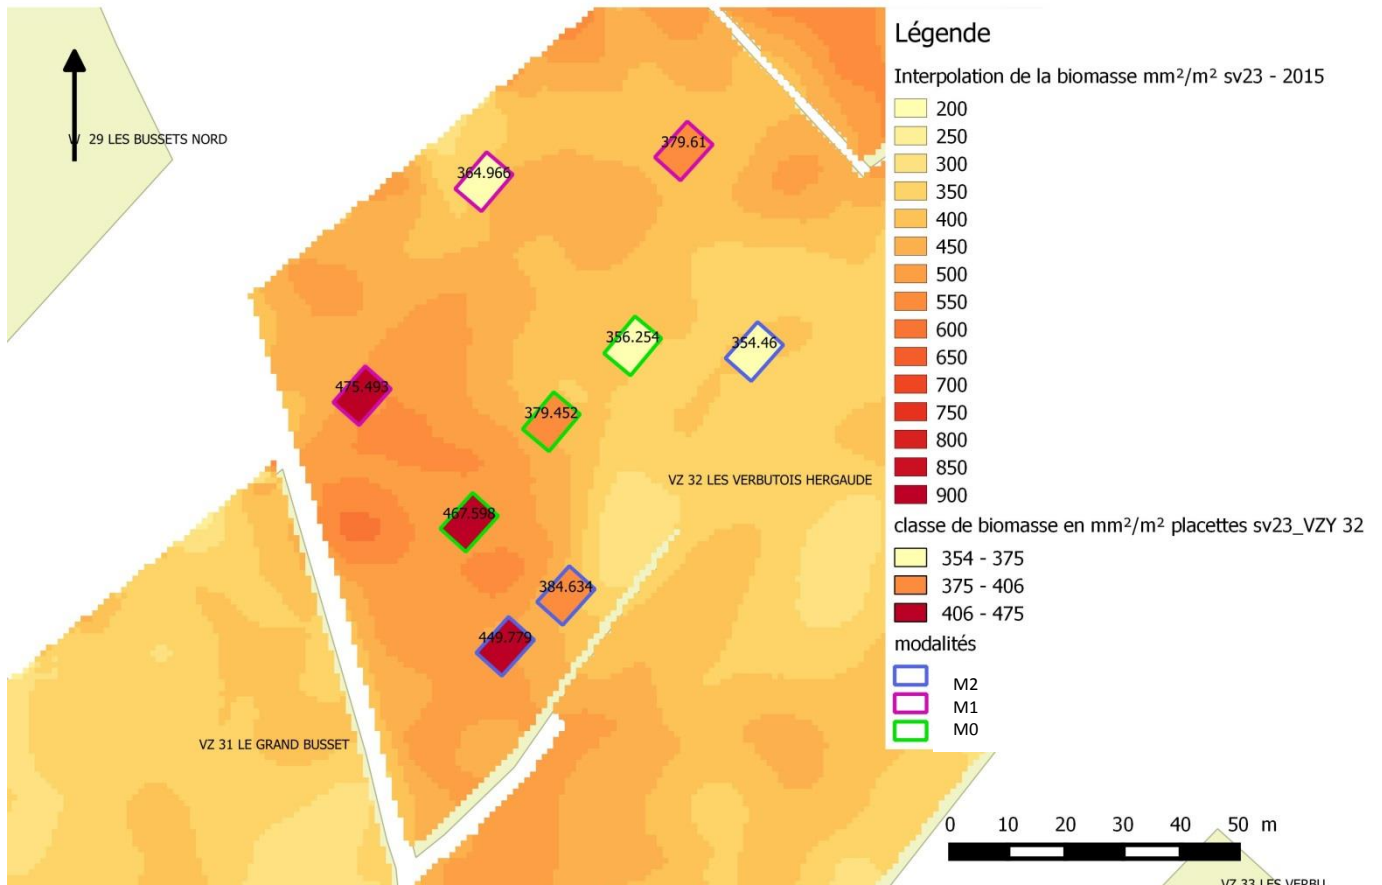 Légende
Interpolation de la biomasse mm²/m² sv23 - 2015
200
250
300
350
400
450
500
550
600
650
700
750
800
850
900
classe de biomasse en mm²/m² placettes sv23_VZY 32
354 - 375
375 - 406
406 - 475
modalités
M2
M1
M0
29 LES BUSSETS NORD
364.966
379.61
356.254
354.46
475.493
379.452
VZ 32 LES VERBUTOIS HERGAUDE
467.598
384.634
449.779
VZ 31 LE GRAND BUSSET
0 10 20 30 40 50 m
VZ 33 LES VERBU